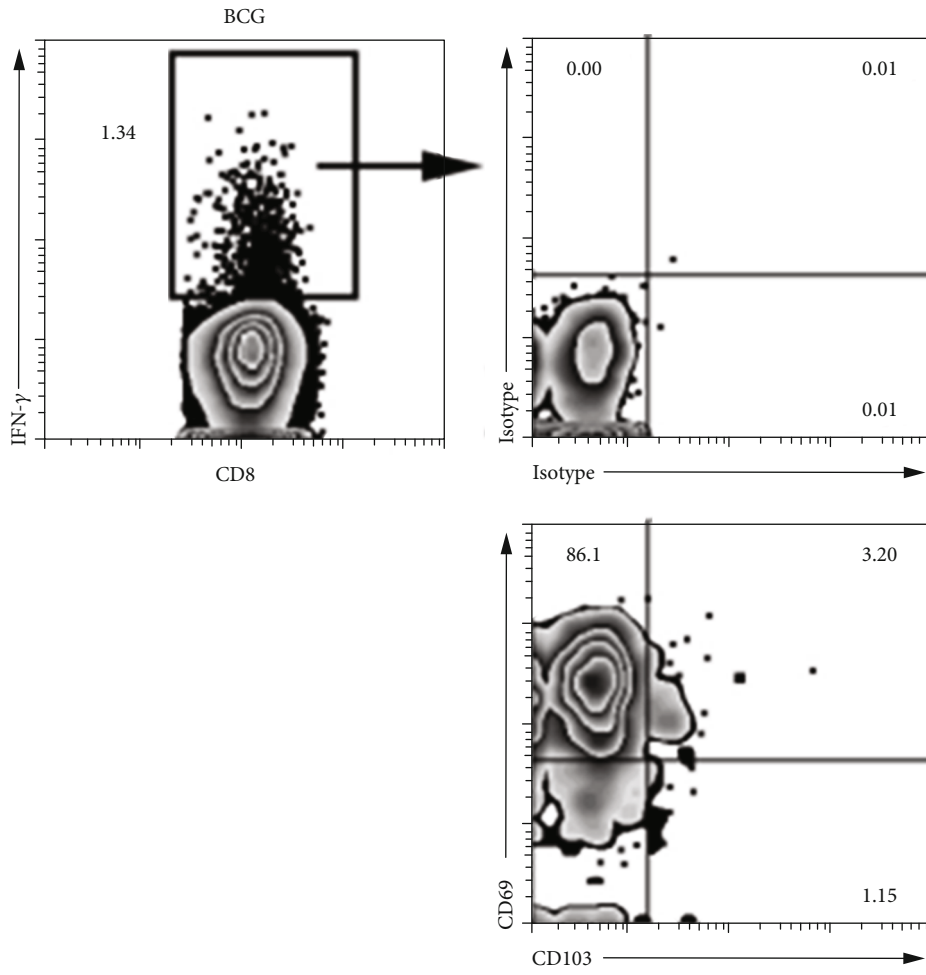 BCG
1.34
IFN-γ
CD8
0.00
0.01
0.01
Isotype
Isotype
86.1
3.20
1.15
CD69
CD103